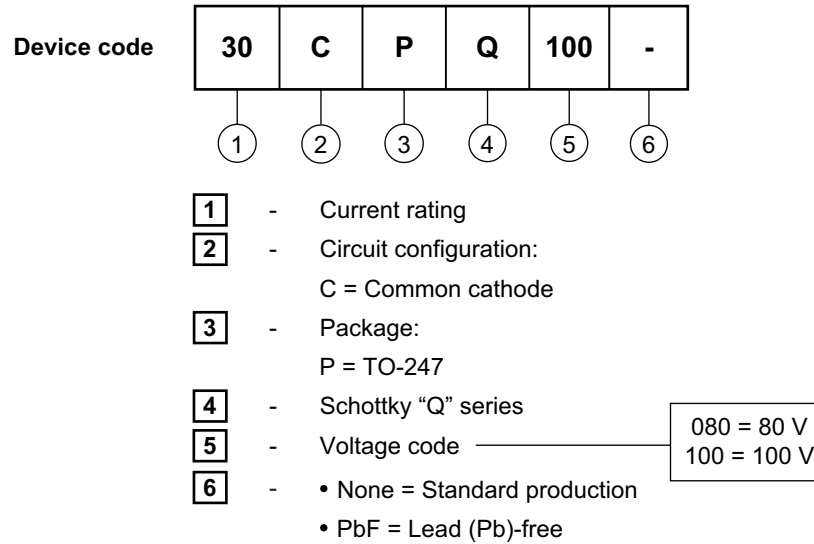 Device code 30 C P Q 100 -
1 2 3 4 5 6
1 - Current rating
2 - Circuit configuration:
C = Common cathode
3 - Package:
P = TO-247
4 - Schottky “Q” series
5 - Voltage code
080 = 80 V
100 = 100 V
6 - • None = Standard production
• PbF = Lead (Pb)-free